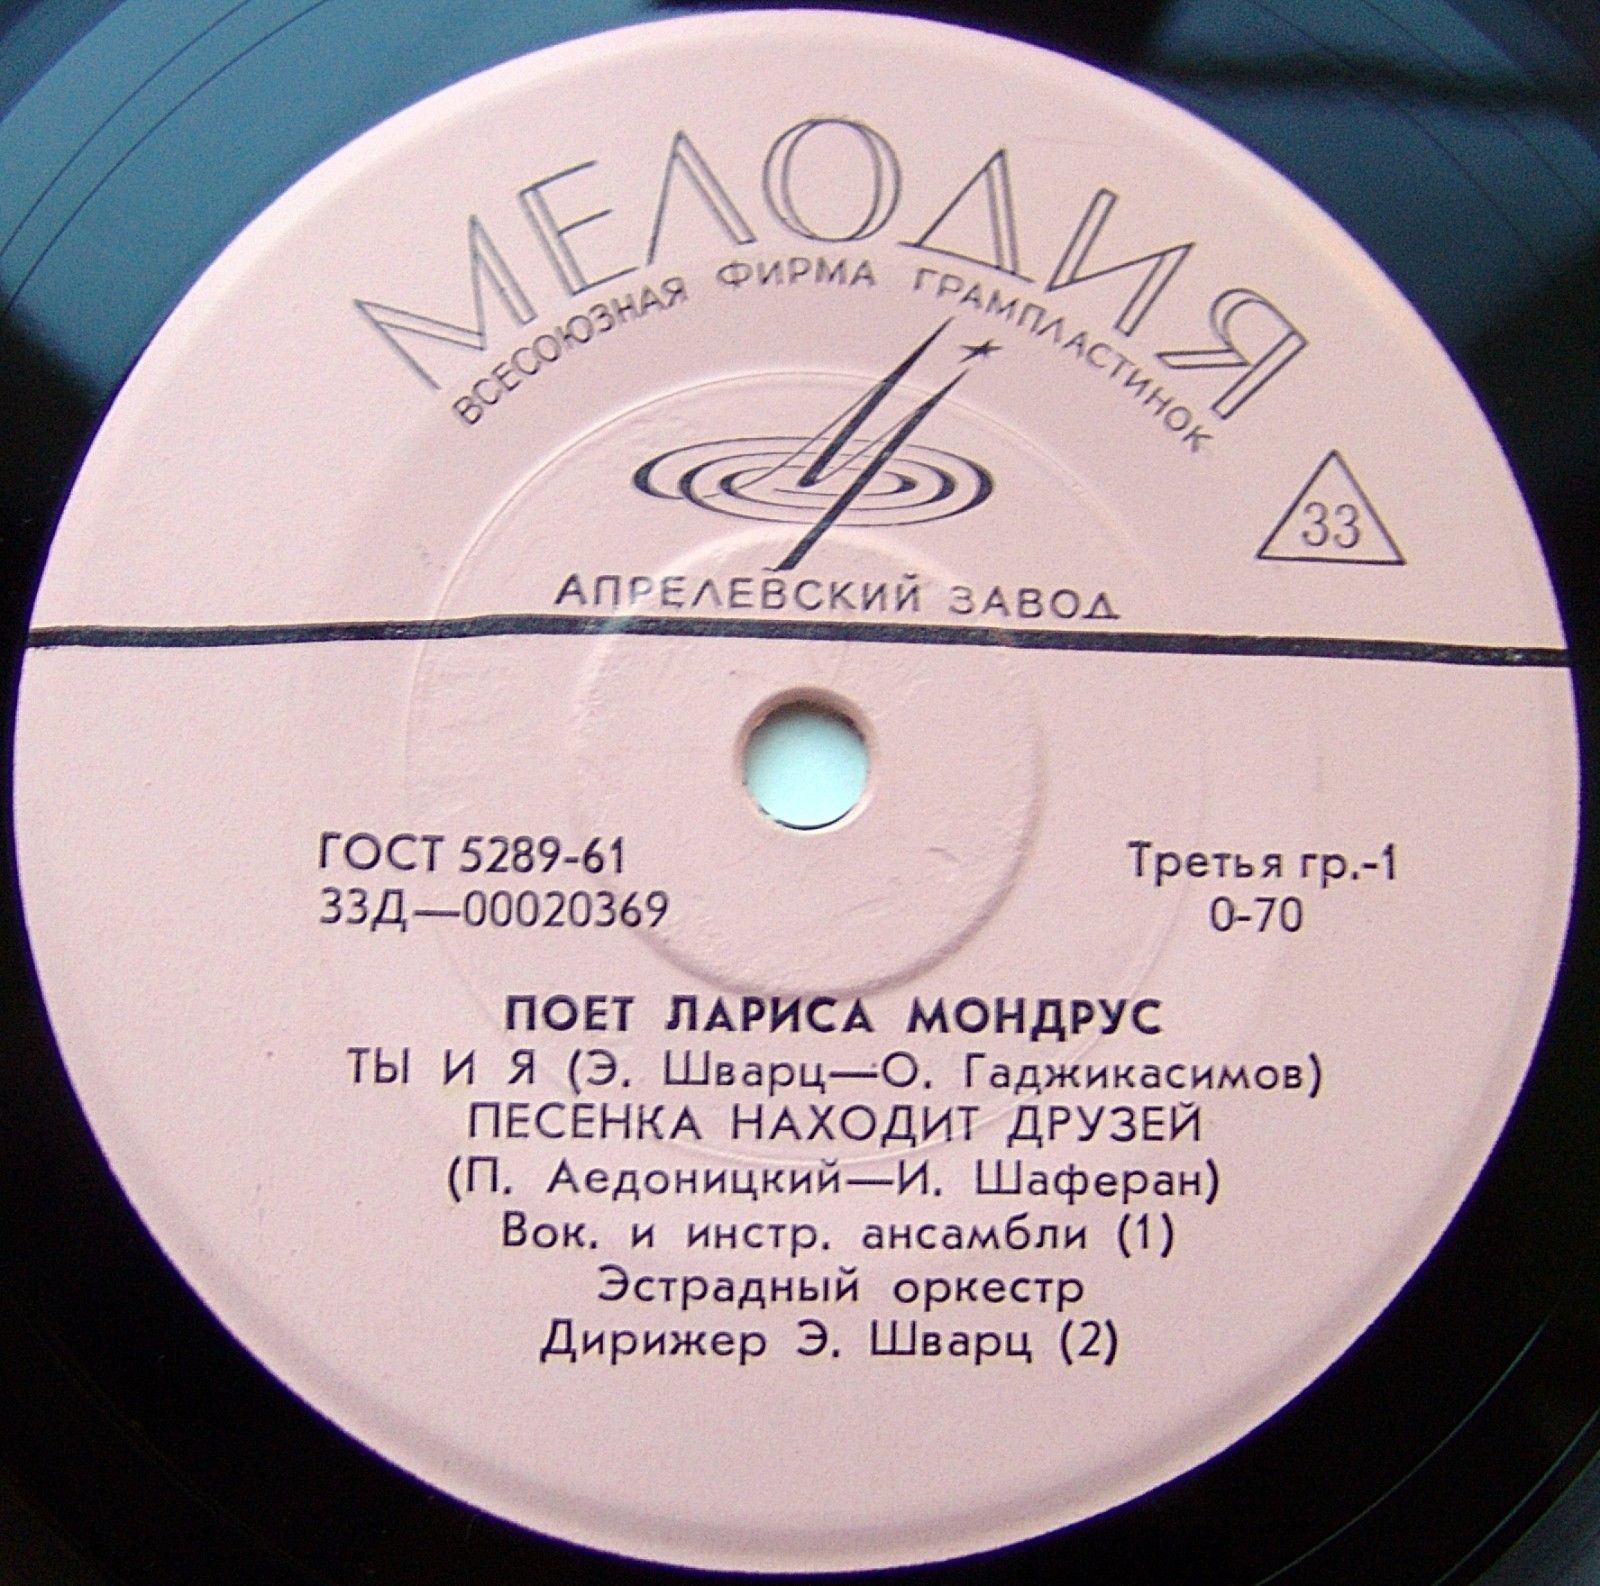 МЕЛОДИЯ
ВСЕСОЮЗНАЯ ФИРМА ГРАМПЛАСТИНОК
33
АПРЕЛЕВСКИЙ ЗАВОД
ГОСТ 5289-61
Третья гр.-1
33Д—00020369
0-70
ПОЕТ ЛАРИСА МОНДРУС
ТЫ И Я (Э. Шварц—О. Гаджикасимов)
ПЕСЕНКА НАХОДИТ ДРУЗЕЙ
(П. Аедоницкий—И. Шаферан)
Вок. и инстр. ансамбли (1)
Эстрадный оркестр
Дирижер Э. Шварц (2)